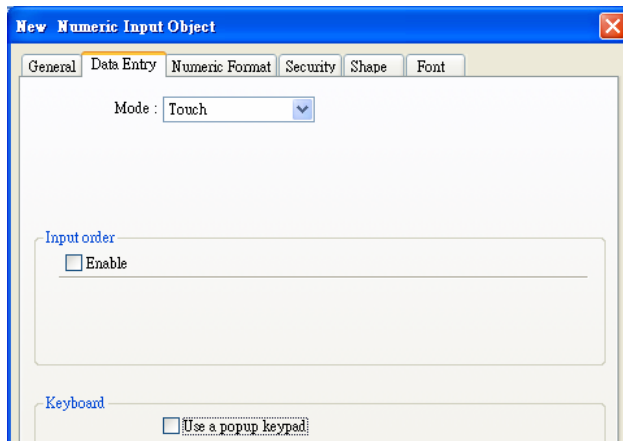 New Numeric Input Object
General Data Entry Numeric Format Security Shape Font
Mode : Touch
Input order
Enable
Keyboard
Use a popup keypad